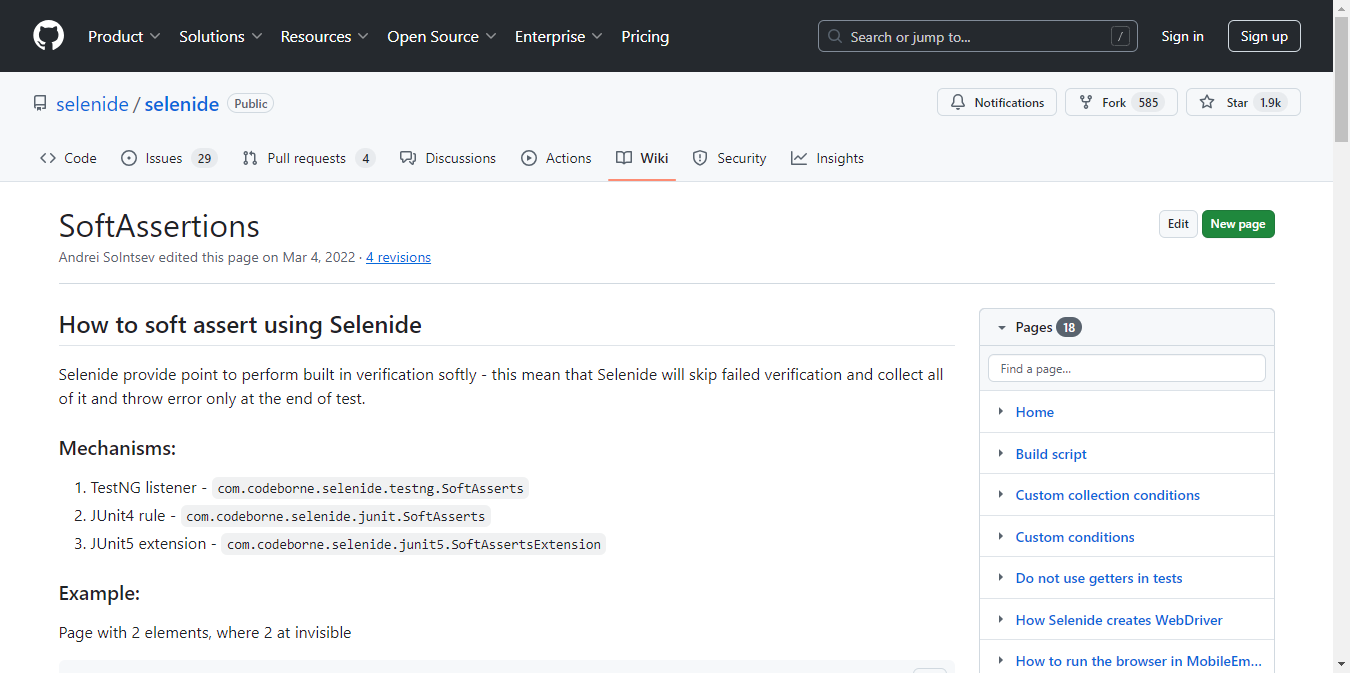 Product Solutions Resources Open Source Enterprise Pricing Search or jump to... / Sign in Sign up
selenide / selenide Public Notifications Fork 585 Star 1.9k
Code Issues 29 Pull requests 4 Discussions Actions Wiki Security Insights
SoftAssertions Edit New page
Andrei Solntsev edited this page on Mar 4, 2022 · 4 revisions
How to soft assert using Selenide
Selenide provide point to perform built in verification softly - this mean that Selenide will skip failed verification and collect all
of it and throw error only at the end of test.
Mechanisms:
1. TestNG listener - com.codeborne.selenide.testng.SoftAsserts
2. JUnit4 rule - com.codeborne.selenide.junit.SoftAsserts
3. JUnit5 extension - com.codeborne.selenide.junit5.SoftAssertsExtension
Example:
Page with 2 elements, where 2 at invisible
Pages 18
Find a page...
Home
Build script
Custom collection conditions
Custom conditions
Do not use getters in tests
How Selenide creates WebDriver
How to run the browser in MobileEm...